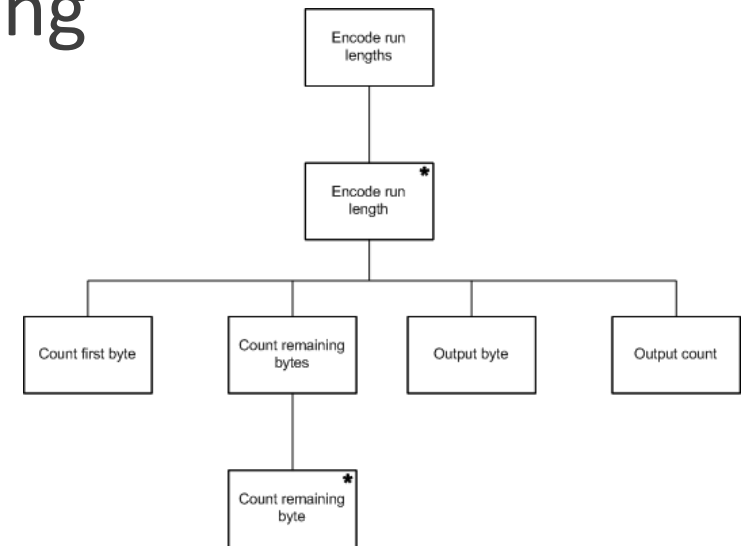 ng
Encode run
lengths
*
Encode run
length
Count first byte
Count remaining
bytes
Output byte
Output count
*
Count remaining
byte